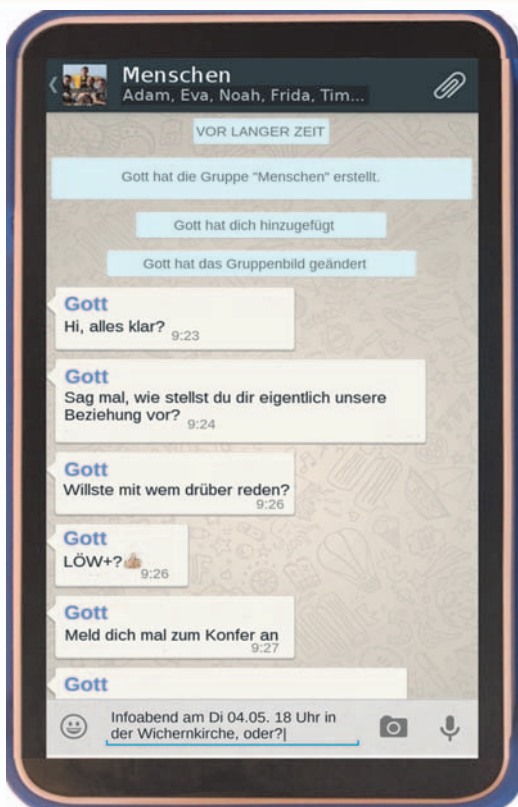 Menschen
Adam, Eva, Noah, Frida, Tim...
VOR LANGER ZEIT
Gott hat die Gruppe "Menschen" erstellt.
Gott hat dich hinzugefügt
Gott hat das Gruppenbild geändert
Gott
Hi, alles klar?
9:23
Gott
Sag mal, wie stellst du dir eigentlich unsere
Beziehung vor? 9:24
Gott
Willste mit wem drüber reden?
9:26
Gott
LÖW+?👍
9:26
Gott
Meld dich mal zum Konfer an
9:27
Gott
Infoabend am Di 04.05. 18 Uhr in
der Wichernkirche, oder?|